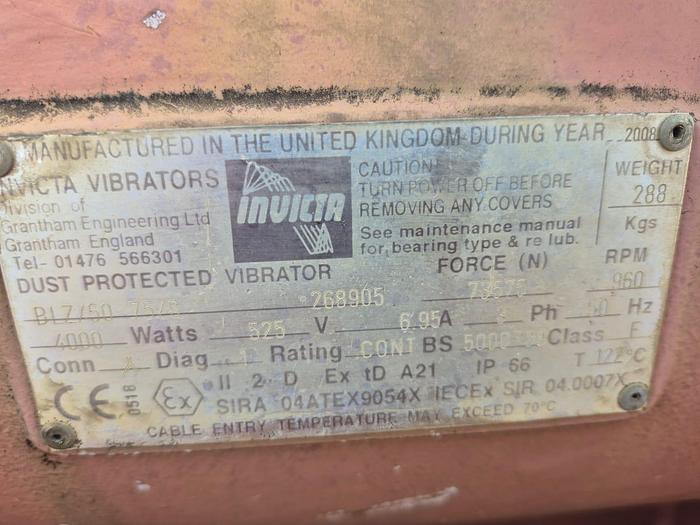 MANUFACTURED IN THE UNITED KINGDOM DURING YEAR 2008
INVICTA VIBRATORS
Division of
Grantham Engineering Ltd
Grantham England
Tel- 01476 566301
INVICTA
CAUTION
TURN POWER OFF BEFORE
REMOVING ANY COVERS
See maintenance manual
for bearing type & re lub.
WEIGHT
288
Kgs
DUST PROTECTED VIBRATOR FORCE (N) RPM
268905 73575 960
4000 Watts 525 V 6.95A Ph 50 Hz
Conn Diag 1 Rating CONT BS 5000 Class F
CE 0518 Ex II 2 D Ex tD A21 IP 66 T 122°C
SIRA 04ATEX9054X IECEx SIR 04.0007X
CABLE ENTRY TEMPERATURE MAY EXCEED 70°C